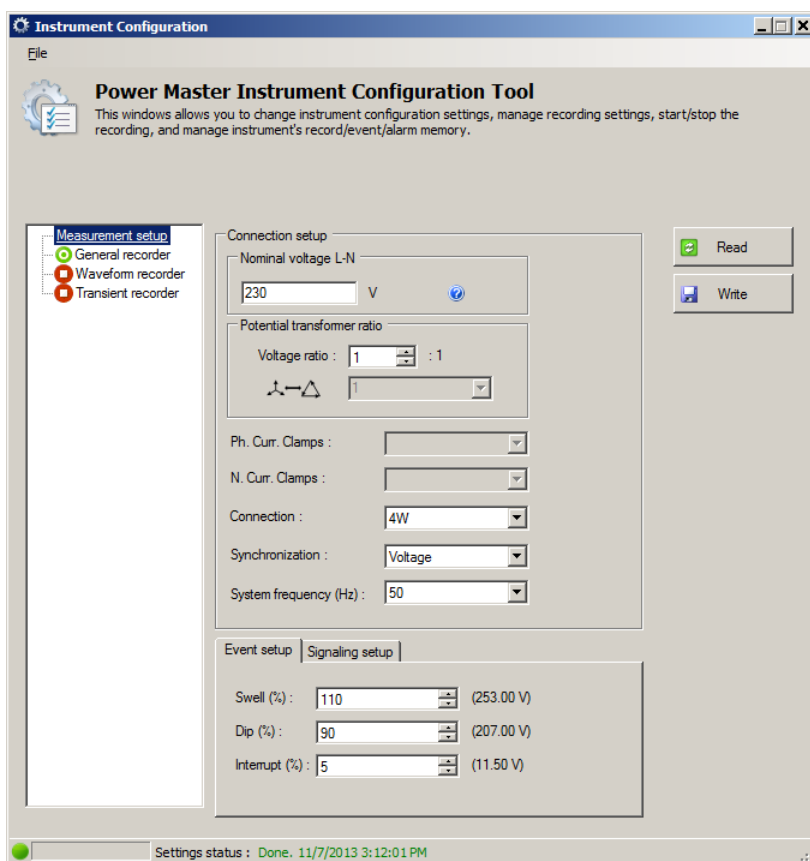 Instrument Configuration
File
Power Master Instrument Configuration Tool
This windows allows you to change instrument configuration settings, manage recording settings, start/stop the
recording, and manage instrument's record/event/alarm memory.
Measurement setup
General recorder
Waveform recorder
Transient recorder
Connection setup
Nominal voltage L-N
230 V
Potential transformer ratio
Voltage ratio : 1 : 1
1
Ph. Curr. Clamps :
N. Curr. Clamps :
Connection : 4W
Synchronization : Voltage
System frequency (Hz) : 50
Read
Write
Event setup Signaling setup
Swell (%) : 110 (253.00 V)
Dip (%) : 90 (207.00 V)
Interrupt (%) : 5 (11.50 V)
Settings status : Done. 11/7/2013 3:12:01 PM